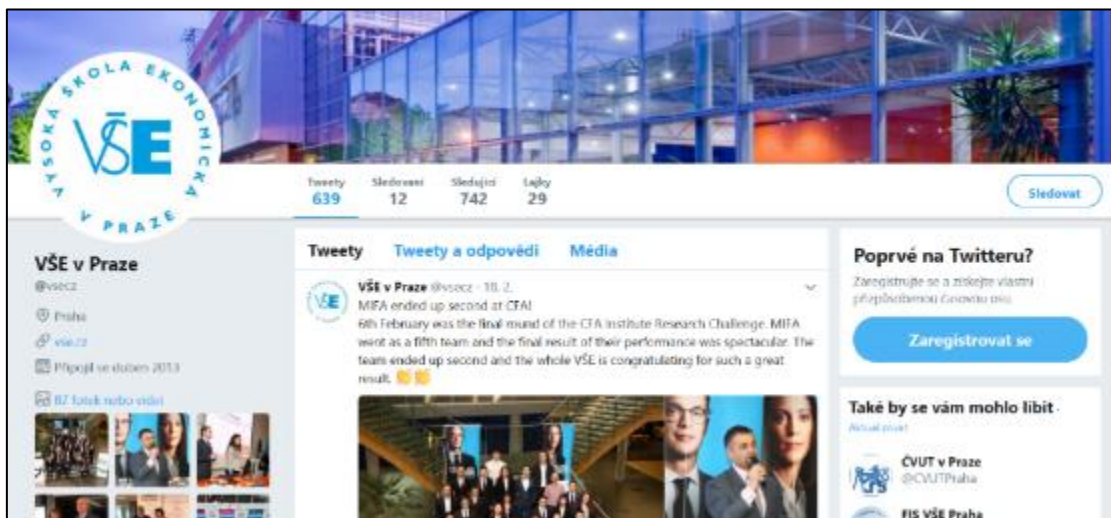 VYSOKÁ ŠKOLA EKONOMICKÁ V PRAZE
VŠE
Tweety Sledovaní Sledující Lajky
639 12 742 29
Sledovat
VŠE v Praze
@vsecz
Praha
vse.cz
Připojil se duben 2013
87 fotek nebo videí
Tweety Tweety a odpovědi Média
VŠE
VŠE v Praze @vsecz · 18. 2.
MIFA ended up second at CFA!
6th February was the final round of the CFA Institute Research Challenge. MIFA
went as a fifth team and the final result of their performance was spectacular. The
team ended up second and the whole VŠE is congratulating for such a great
result.
Poprvé na Twitteru?
Zaregistrujte se a získejte vlastní
přizpůsobenou časovou osu.
Zaregistrovat se
Také by se vám mohlo líbit ·
Aktualizovat
ČVUT v Praze
@CVUTPraha
FIS VŠE Praha